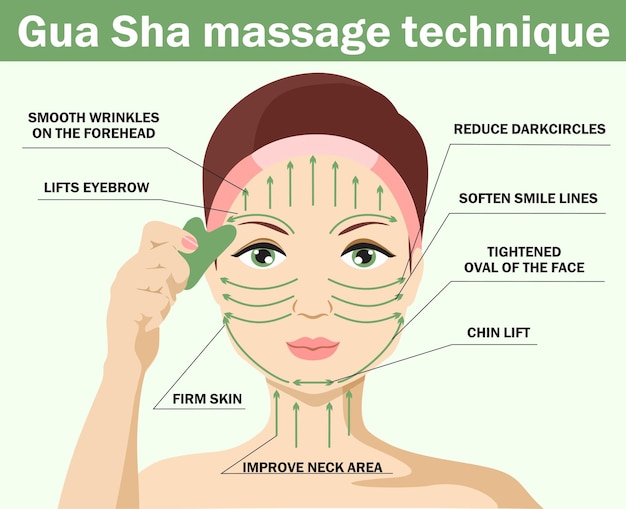 Gua Sha massage technique
SMOOTH WRINKLES
ON THE FOREHEAD
LIFTS EYEBROW
REDUCE DARKCIRCLES
SOFTEN SMILE LINES
TIGHTENED
OVAL OF THE FACE
CHIN LIFT
FIRM SKIN
IMPROVE NECK AREA